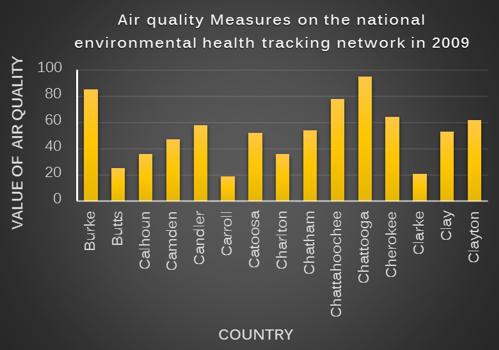 Air quality Measures on the national
environmental health tracking network in 2009
VALUE OF AIR QUALITY
100
80
60
40
20
0
Burke
Butts
Calhoun
Camden
Candler
Carroll
Catoosa
Charlton
Chatham
Chattahoochee
Chattooga
Cherokee
Clarke
Clay
Clayton
COUNTRY